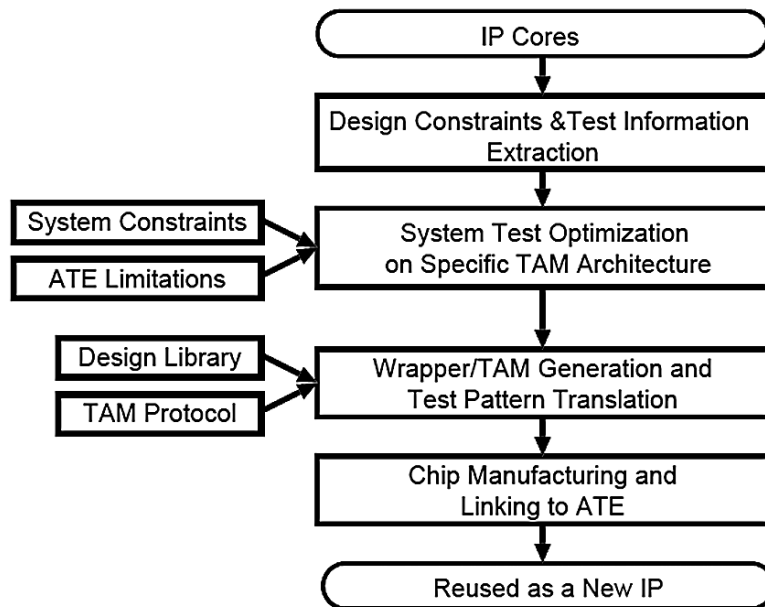 IP Cores
Design Constraints &Test Information
Extraction
System Constraints
ATE Limitations
System Test Optimization
on Specific TAM Architecture
Design Library
TAM Protocol
Wrapper/TAM Generation and
Test Pattern Translation
Chip Manufacturing and
Linking to ATE
Reused as a New IP